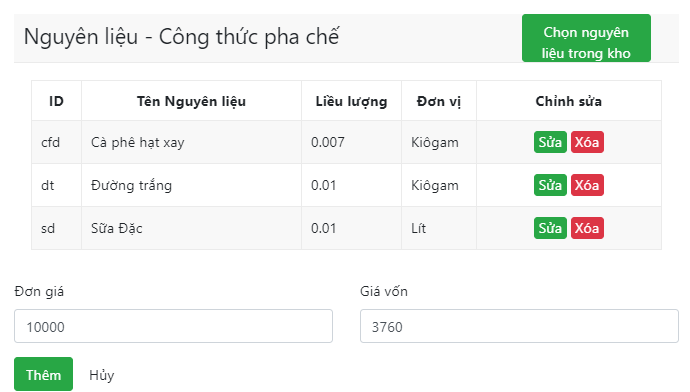 Nguyên liệu - Công thức pha chế
Chọn nguyên
liệu trong kho
ID Tên Nguyên liệu Liều lượng Đơn vị Chỉnh sửa
cfd Cà phê hạt xay 0.007 Kiôgam Sửa Xóa
dt Đường trắng 0.01 Kiôgam Sửa Xóa
sd Sữa Đặc 0.01 Lít Sửa Xóa
Đơn giá Giá vốn
10000 3760
Thêm Hủy